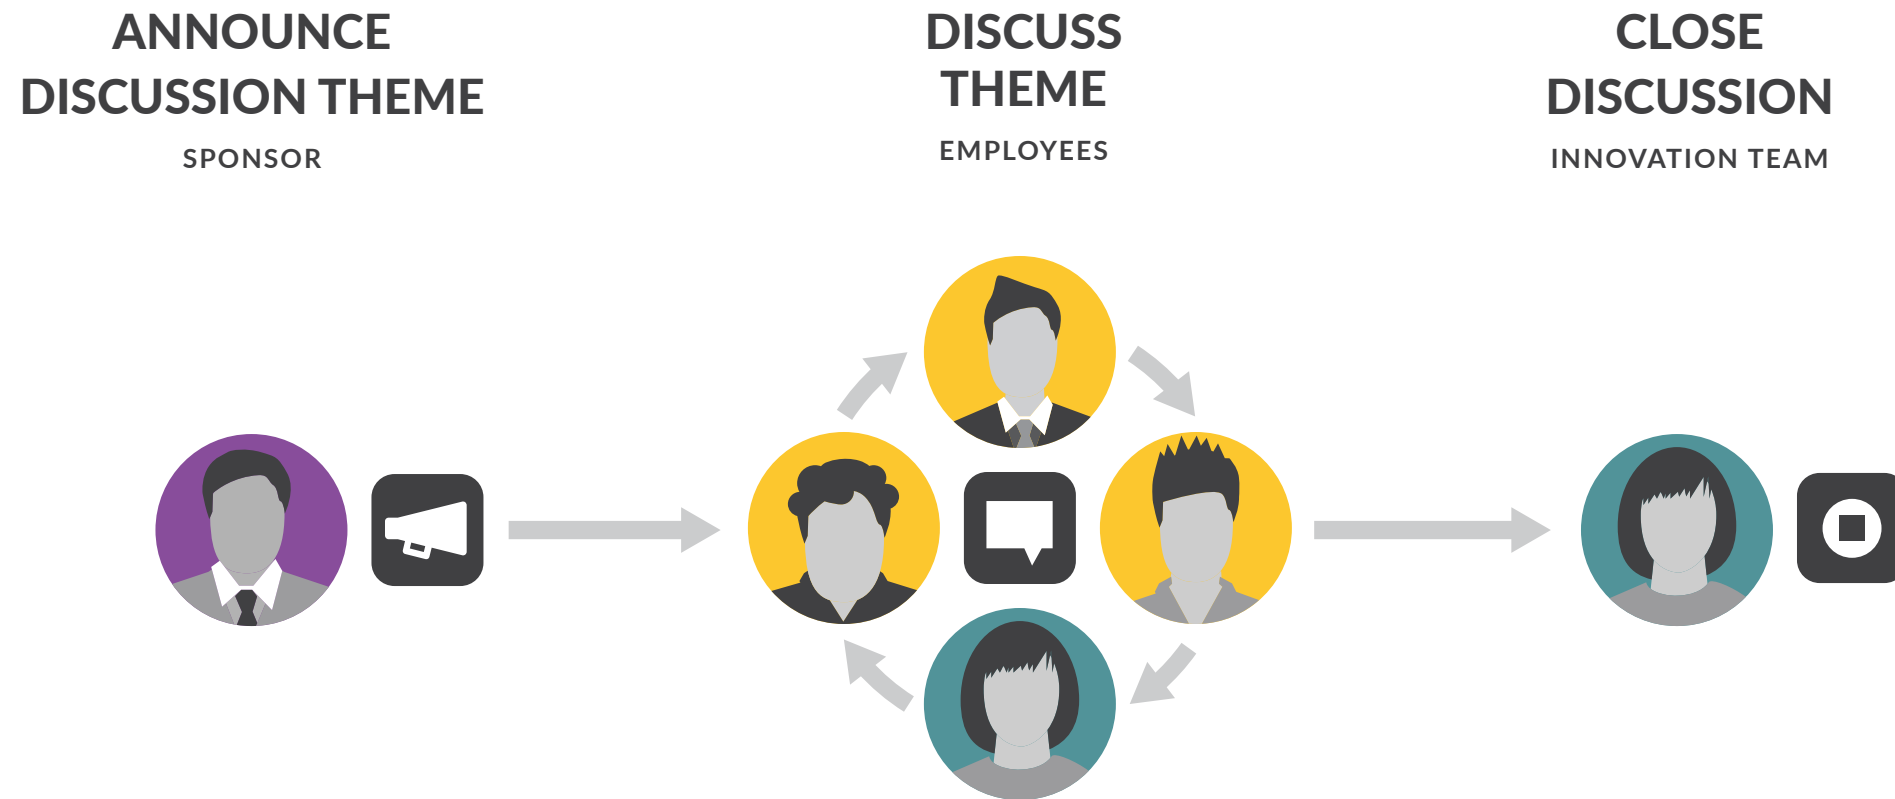 ANNOUNCE
DISCUSSION THEME
SPONSOR
DISCUSS
THEME
EMPLOYEES
CLOSE
DISCUSSION
INNOVATION TEAM